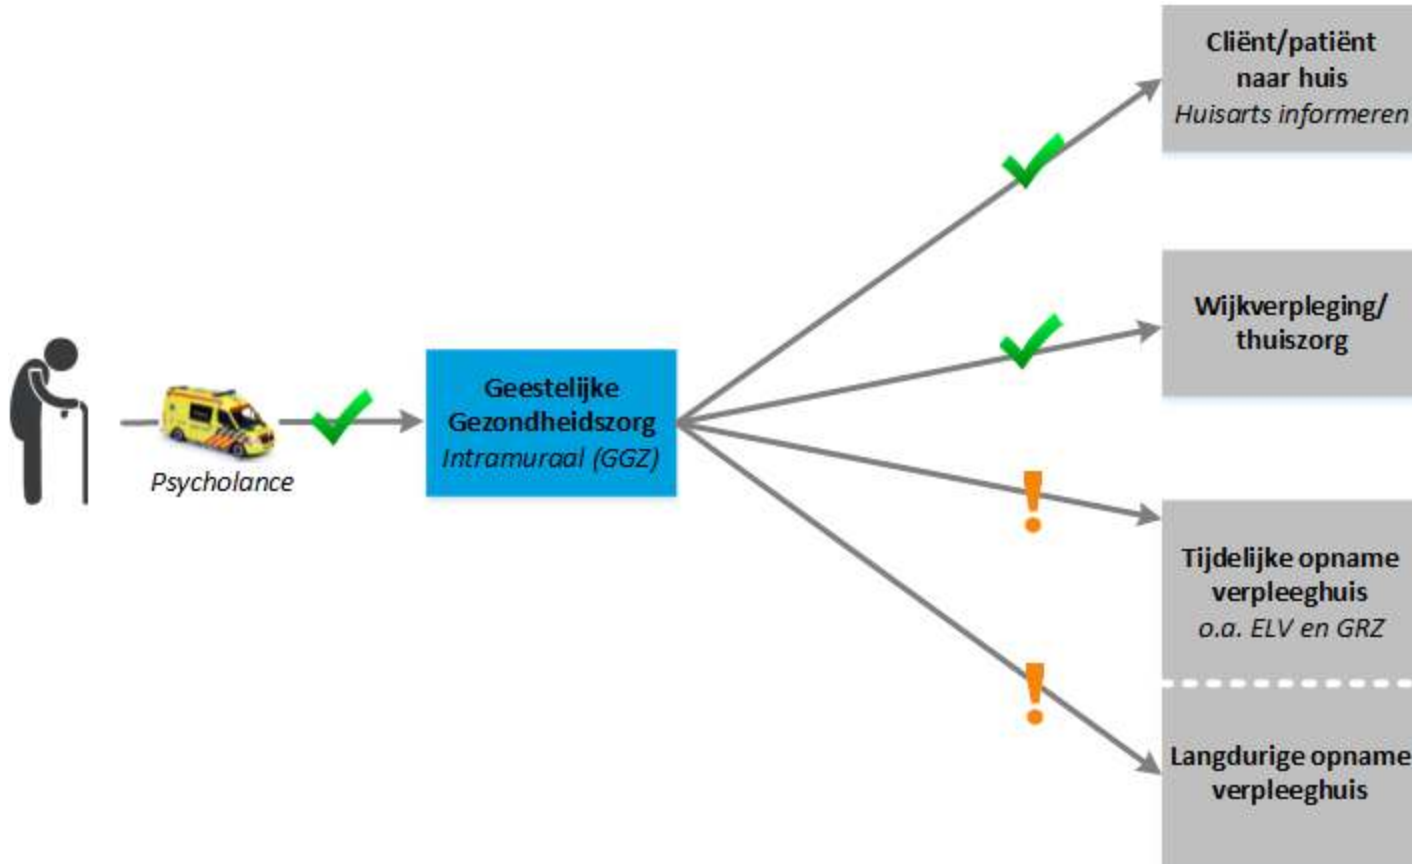 Cliënt/patiënt
naar huis
Huisarts informeren
Wijkverpleging/
thuiszorg
Psycholance
Geestelijke
Gezondheidszorg
Intramuraal (GGZ)
Tijdelijke opname
verpleeghuis
o.a. ELV en GRZ
Langdurige opname
verpleeghuis